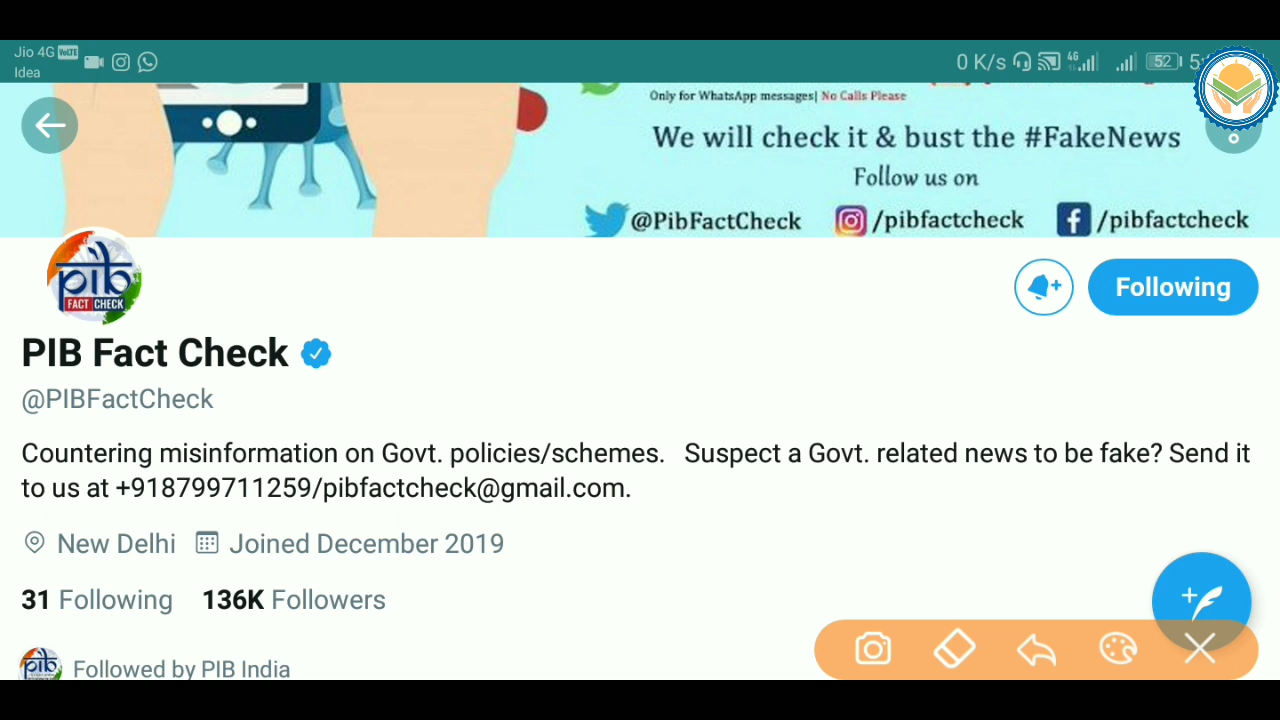 Jio 4G VoLTE
Idea
0 K/s 4G 52
Only for WhatsApp messages| No Calls Please
We will check it & bust the #FakeNews
Follow us on
@PibFactCheck /pibfactcheck /pibfactcheck
pib
FACT CHECK
Following
PIB Fact Check
@PIBFactCheck
Countering misinformation on Govt. policies/schemes. Suspect a Govt. related news to be fake? Send it
to us at +918799711259/pibfactcheck@gmail.com.
New Delhi Joined December 2019
31 Following 136K Followers
pib Followed by PIB India